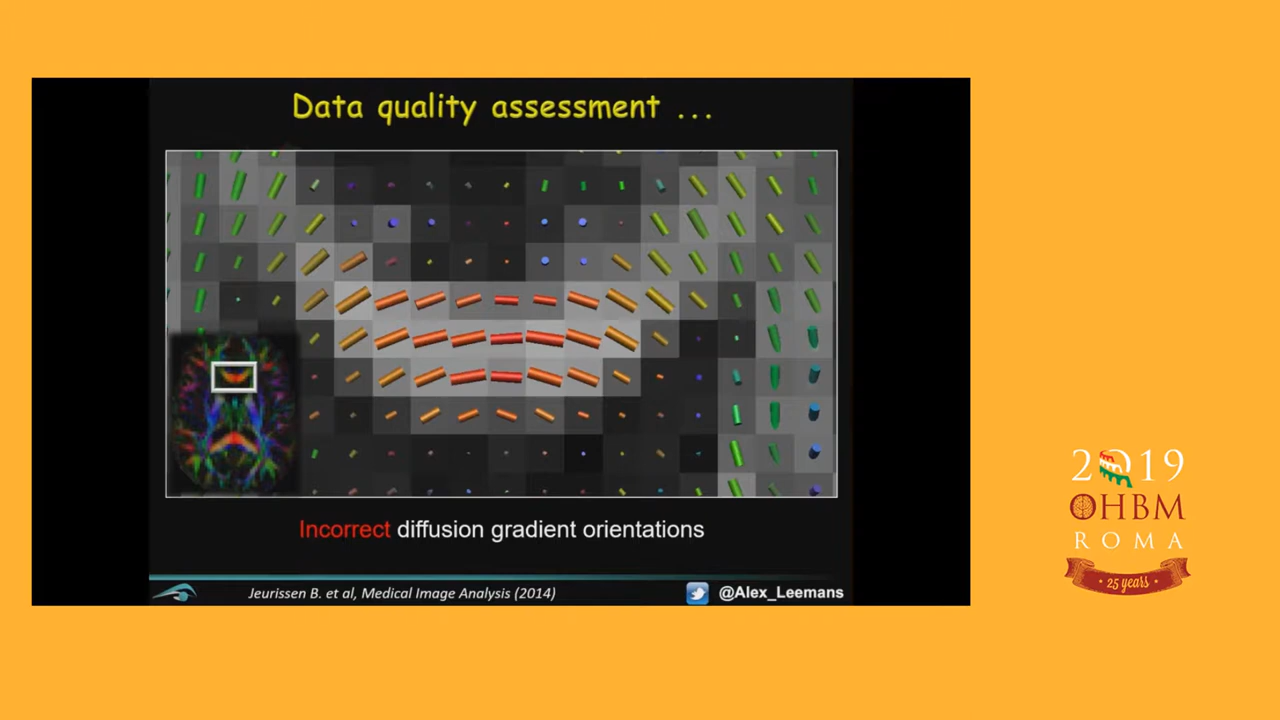 Data quality assessment ...
Incorrect diffusion gradient orientations
Jeurissen B. et al, Medical Image Analysis (2014)
@Alex_Leemans
2019
OHBM
ROMA
· 25 years ·